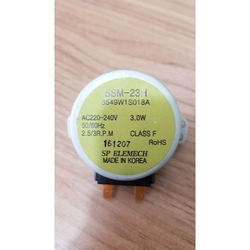 SSM-23H
3549W1S018A
AC220-240V 3.0W
50/60Hz
2.5/3R.P.M CLASS F
161207 RoHS
SP ELEMECH
MADE IN KOREA